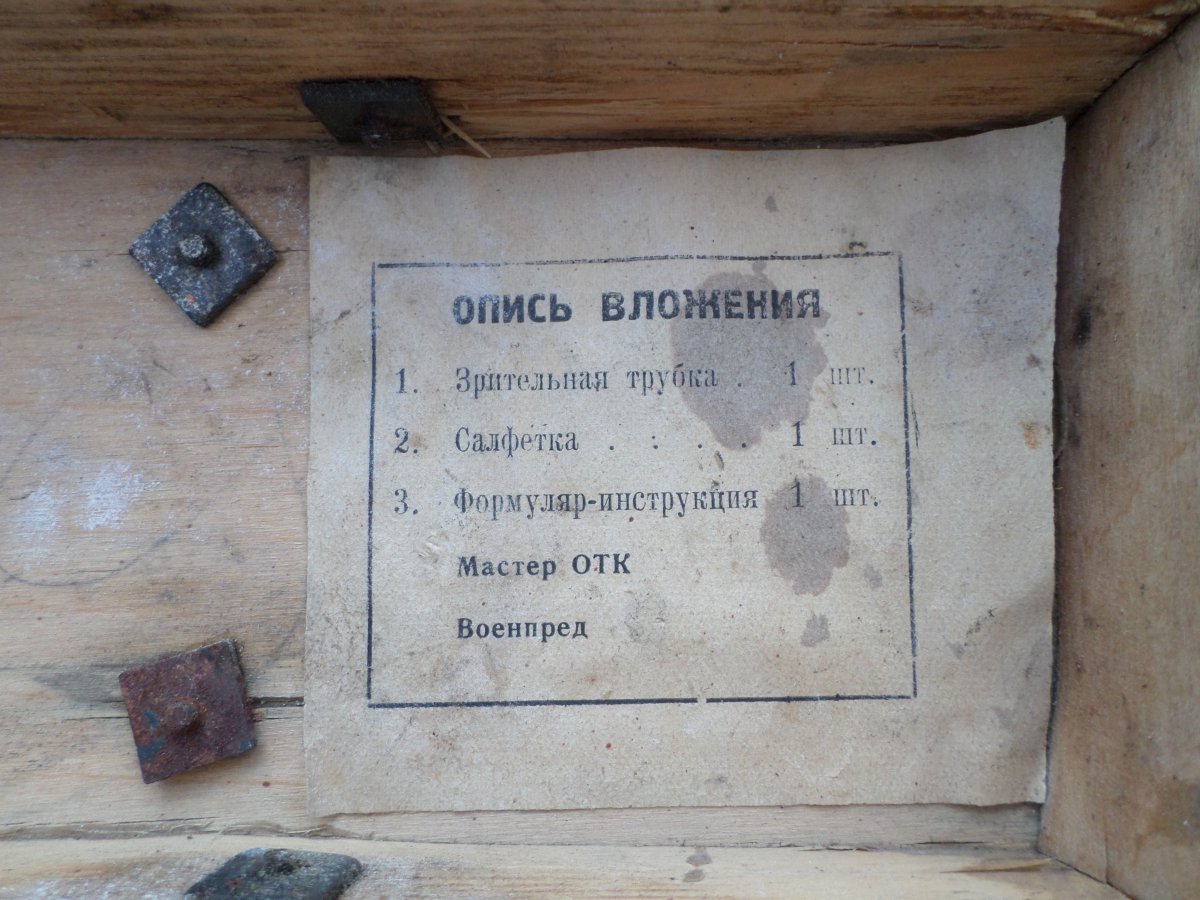 ОПИСЬ ВЛОЖЕНИЯ
1. Зрительная трубка . 1 шт.
2. Салфетка . : . . 1 шт.
3. Формуляр-инструкция 1 шт.
Мастер ОТК
Военпред